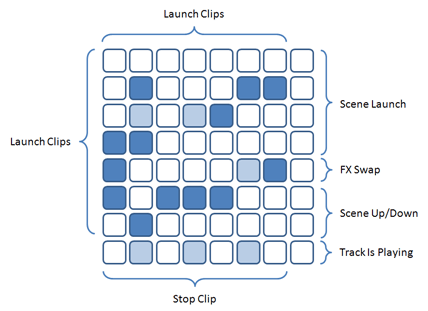 Launch Clips
Scene Launch
Launch Clips
FX Swap
Scene Up/Down
Track Is Playing
Stop Clip